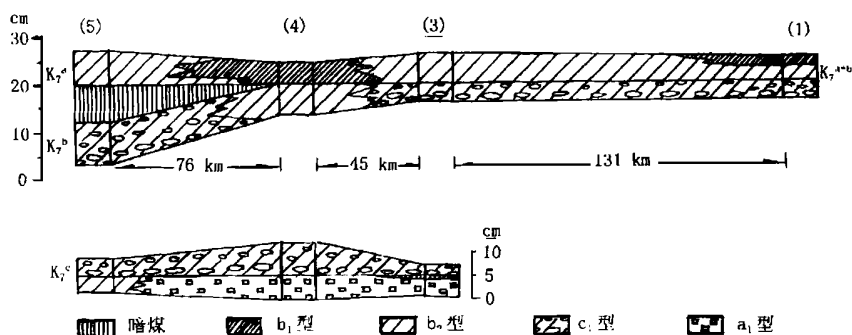 cm
(5)
(4)
(3)
(1)
30
20
10
0
K₇ᵃ
K₇ᵇ
K₇ᵃ⁺ᵇ
76 km
45 km
131 km
K₇ᶜ
cm
10
5
0
暗煤
b₁型
b₂型
c₁型
a₁型